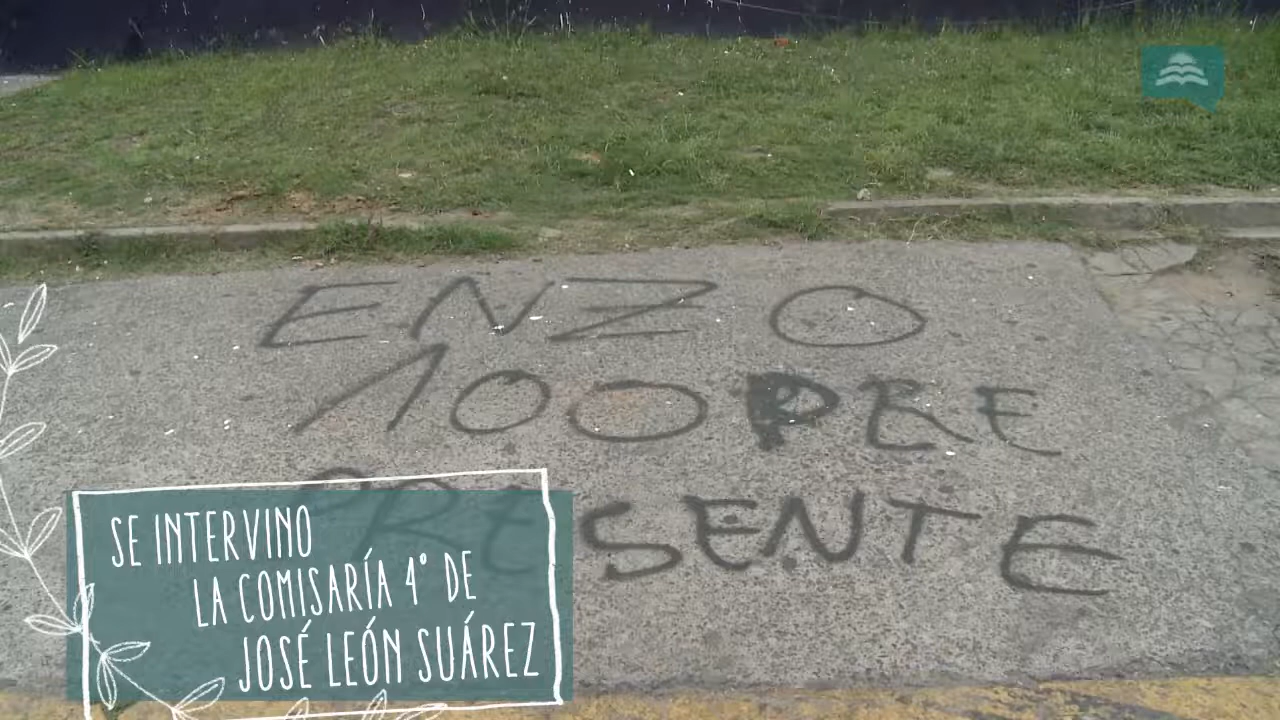 ENZO
100PRE
PRESENTE
SE INTERVINO
LA COMISARÍA 4° DE
JOSÉ LEÓN SUÁREZ